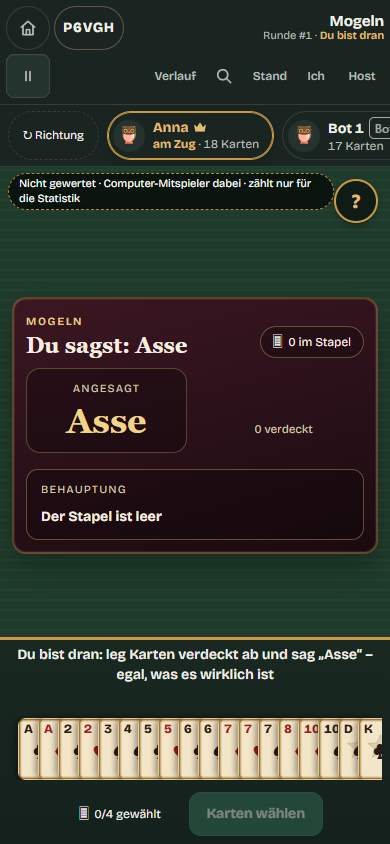 P6VGH
Mogeln
Runde #1 · Du bist dran
Verlauf
Stand
Ich
Host
↻ Richtung
Anna
am Zug · 18 Karten
Bot 1
17 Karten
Nicht gewertet · Computer-Mitspieler dabei · zählt nur für
die Statistik
?
MOGELN
Du sagst: Asse
0 im Stapel
ANGESAGT
Asse
0 verdeckt
BEHAUPTUNG
Der Stapel ist leer
Du bist dran: leg Karten verdeckt ab und sag „Asse“ –
egal, was es wirklich ist
A A 2 2 3 4 5 5 6 6 7 7 7 8 10 10 D K
0/4 gewählt
Karten wählen